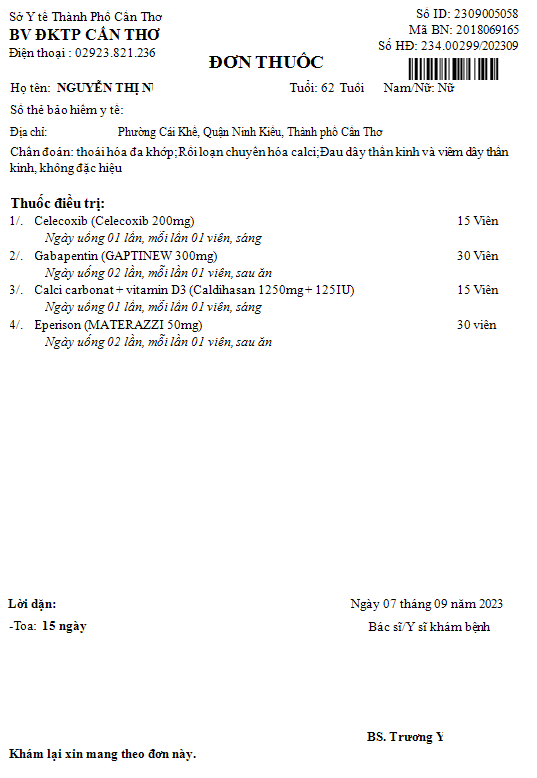 Sở Y tế Thành Phố Cần Thơ
BV ĐKTP CẦN THƠ
Điện thoại : 02923.821.236
Số ID: 2309005058
Mã BN: 2018069165
Số HĐ: 234.00299/202309
ĐƠN THUỐC
Họ tên: NGUYỄN THỊ N
Tuổi: 62 Tuổi Nam/Nữ: Nữ
Số thẻ bảo hiểm y tế:
Địa chỉ: Phường Cái Khế, Quận Ninh Kiều, Thành phố Cần Thơ
Chẩn đoán: thoái hóa đa khớp;Rối loạn chuyển hóa calci;Đau dây thần kinh và viêm dây thần
kinh, không đặc hiệu
Thuốc điều trị:
1/. Celecoxib (Celecoxib 200mg) 15 Viên
Ngày uống 01 lần, mỗi lần 01 viên, sáng
2/. Gabapentin (GAPTINEW 300mg) 30 Viên
Ngày uống 02 lần, mỗi lần 01 viên, sau ăn
3/. Calci carbonat + vitamin D3 (Caldihasan 1250mg + 125IU) 15 Viên
Ngày uống 01 lần, mỗi lần 01 viên, sáng
4/. Eperison (MATERAZZI 50mg) 30 viên
Ngày uống 02 lần, mỗi lần 01 viên, sau ăn
Lời dặn:
Ngày 07 tháng 09 năm 2023
-Toa: 15 ngày
Bác sĩ/Y sĩ khám bệnh
BS. Trương Y
Khám lại xin mang theo đơn này.